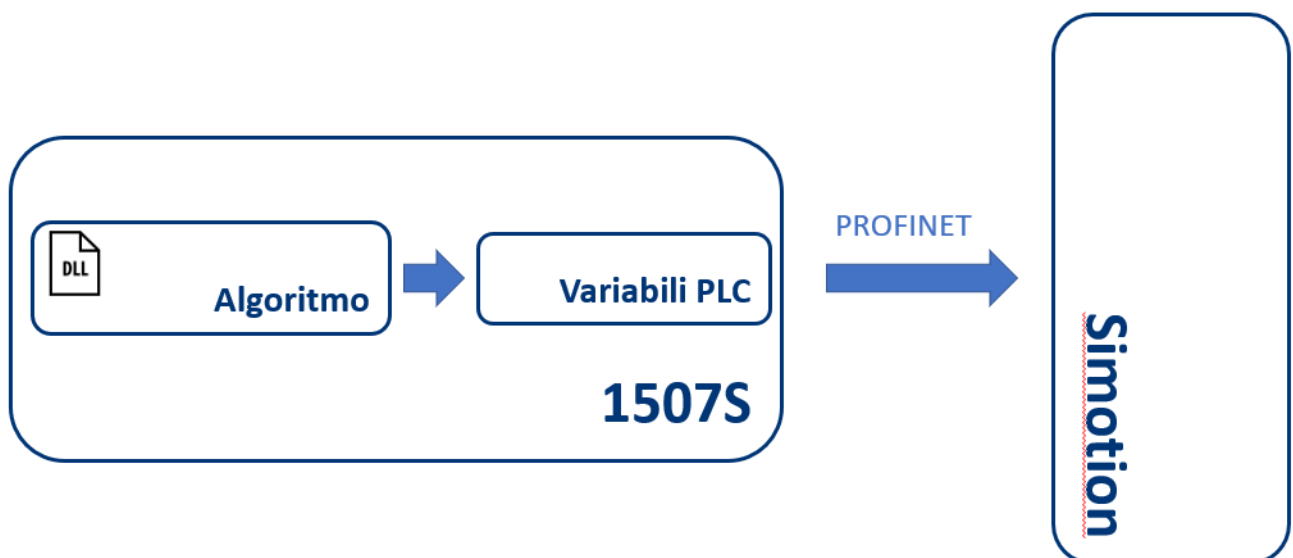 DLL
Algoritmo
Variabili PLC
1507S
PROFINET
Simotion